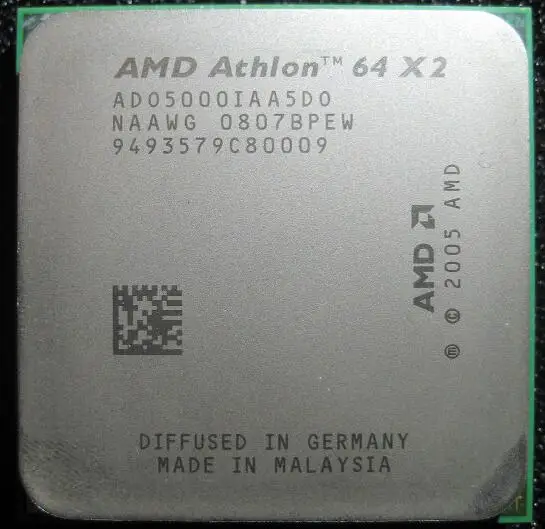 AMD Athlon™ 64 X2
ADO5000IAA5DO
NAAWG 0807BPEW
9493579C80009
AMD
ⓜ © 2005 AMD
DIFFUSED IN GERMANY
MADE IN MALAYSIA